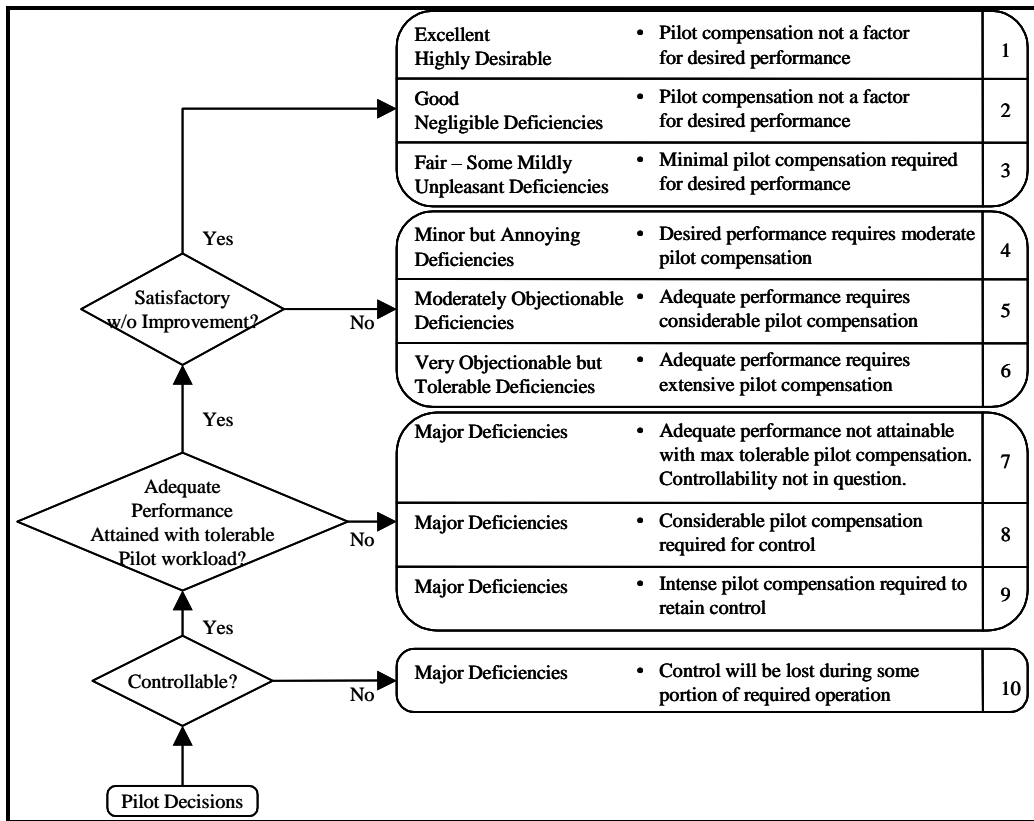 Excellent
Highly Desirable
• Pilot compensation not a factor
for desired performance
1
Good
Negligible Deficiencies
• Pilot compensation not a factor
for desired performance
2
Fair – Some Mildly
Unpleasant Deficiencies
• Minimal pilot compensation required
for desired performance
3
Yes
Satisfactory
w/o Improvement?
No
Minor but Annoying
Deficiencies
• Desired performance requires moderate
pilot compensation
4
Moderately Objectionable
Deficiencies
• Adequate performance requires
considerable pilot compensation
5
Very Objectionable but
Tolerable Deficiencies
• Adequate performance requires
extensive pilot compensation
6
Yes
Adequate
Performance
Attained with tolerable
Pilot workload?
No
Major Deficiencies
• Adequate performance not attainable
with max tolerable pilot compensation.
Controllability not in question.
7
Major Deficiencies
• Considerable pilot compensation
required for control
8
Major Deficiencies
• Intense pilot compensation required to
retain control
9
Yes
Controllable?
No
Major Deficiencies
• Control will be lost during some
portion of required operation
10
Pilot Decisions